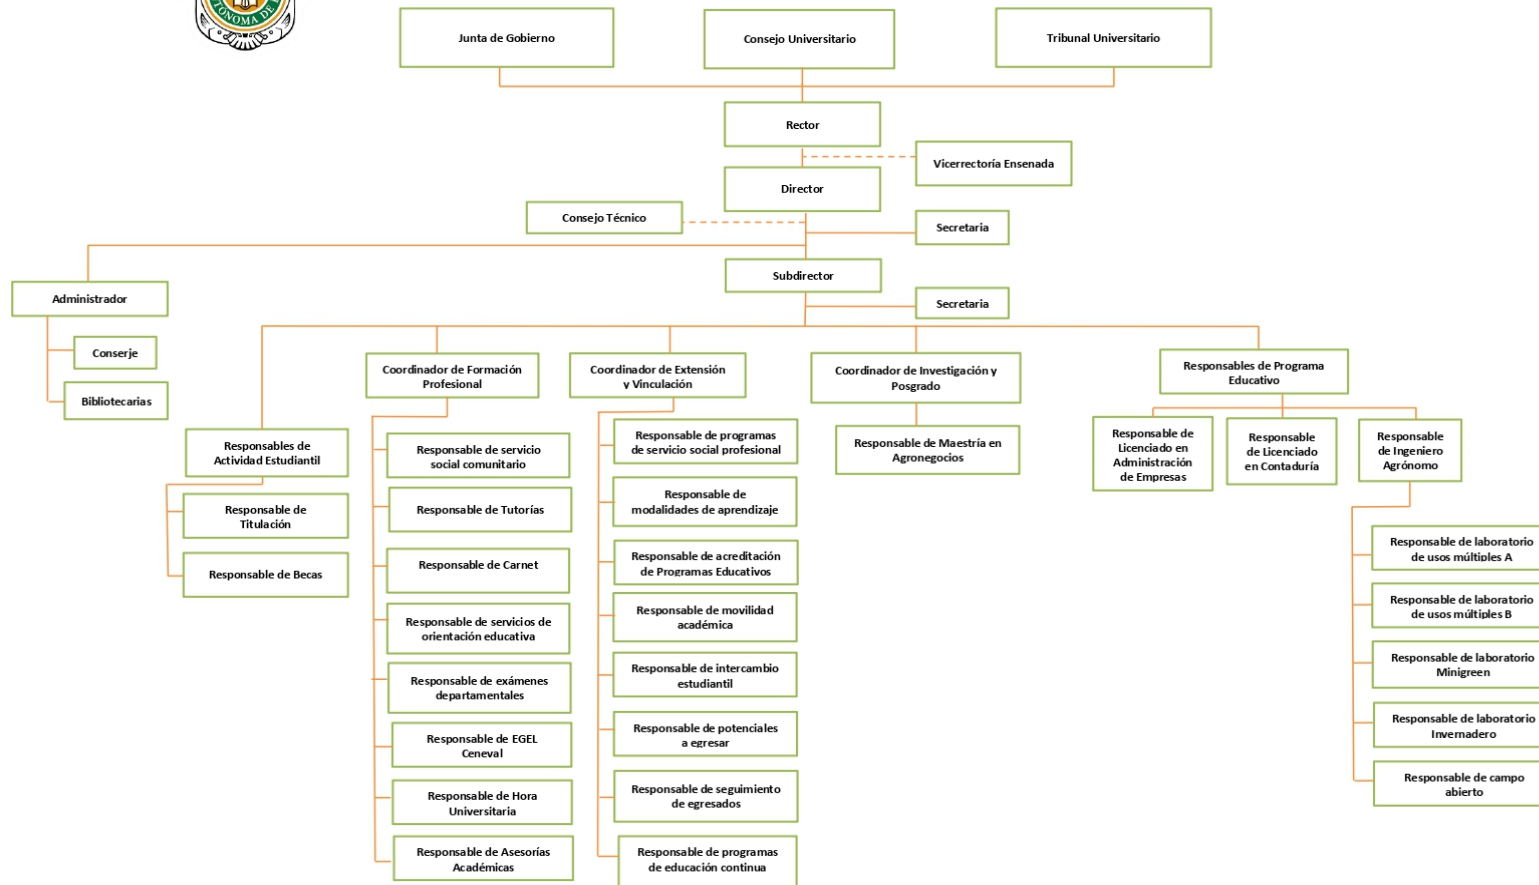 TÓNOMA DE
Junta de Gobierno
Consejo Universitario
Tribunal Universitario
Rector
Vicerrectoría Ensenada
Director
Consejo Técnico
Secretaria
Subdirector
Administrador
Secretaria
Conserje
Bibliotecarias
Coordinador de Formación
Profesional
Coordinador de Extensión
y Vinculación
Coordinador de Investigación y
Posgrado
Responsables de Programa
Educativo
Responsables de
Actividad Estudiantil
Responsable de
Titulación
Responsable de Becas
Responsable de servicio
social comunitario
Responsable de Tutorías
Responsable de Carnet
Responsable de servicios de
orientación educativa
Responsable de exámenes
departamentales
Responsable de EGEL
Ceneval
Responsable de Hora
Universitaria
Responsable de Asesorías
Académicas
Responsable de programas
de servicio social profesional
Responsable de
modalidades de aprendizaje
Responsable de acreditación
de Programas Educativos
Responsable de movilidad
académica
Responsable de intercambio
estudiantil
Responsable de potenciales
a egresar
Responsable de seguimiento
de egresados
Responsable de programas
de educación continua
Responsable de Maestría en
Agronegocios
Responsable de
Licenciado en
Administración
de Empresas
Responsable
de Licenciado
en Contaduría
Responsable
de Ingeniero
Agrónomo
Responsable de laboratorio
de usos múltiples A
Responsable de laboratorio
de usos múltiples B
Responsable de laboratorio
Minigreen
Responsable de laboratorio
Invernadero
Responsable de campo
abierto